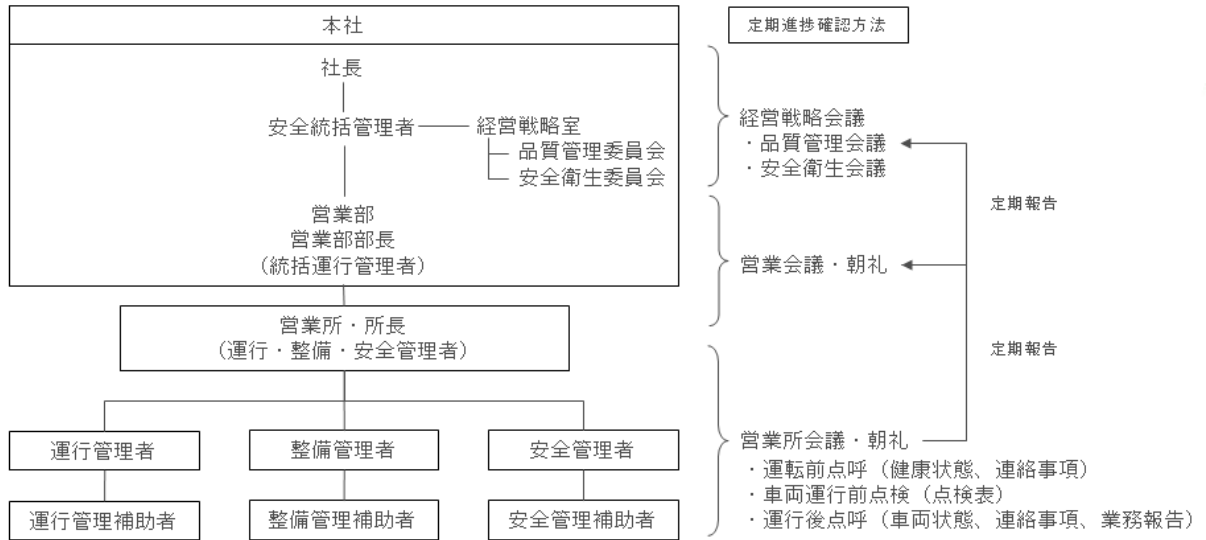 本社
社長
安全統括管理者
経営戦略室
品質管理委員会
安全衛生委員会
営業部
営業部部長
（統括運行管理者）
営業所・所長
（運行・整備・安全管理者）
運行管理者
整備管理者
安全管理者
運行管理補助者
整備管理補助者
安全管理補助者
定期進捗確認方法
経営戦略会議
・品質管理会議
・安全衛生会議
定期報告
営業会議・朝礼
定期報告
営業所会議・朝礼
・運転前点呼（健康状態、連絡事項）
・車両運行前点検（点検表）
・運行後点呼（車両状態、連絡事項、業務報告）